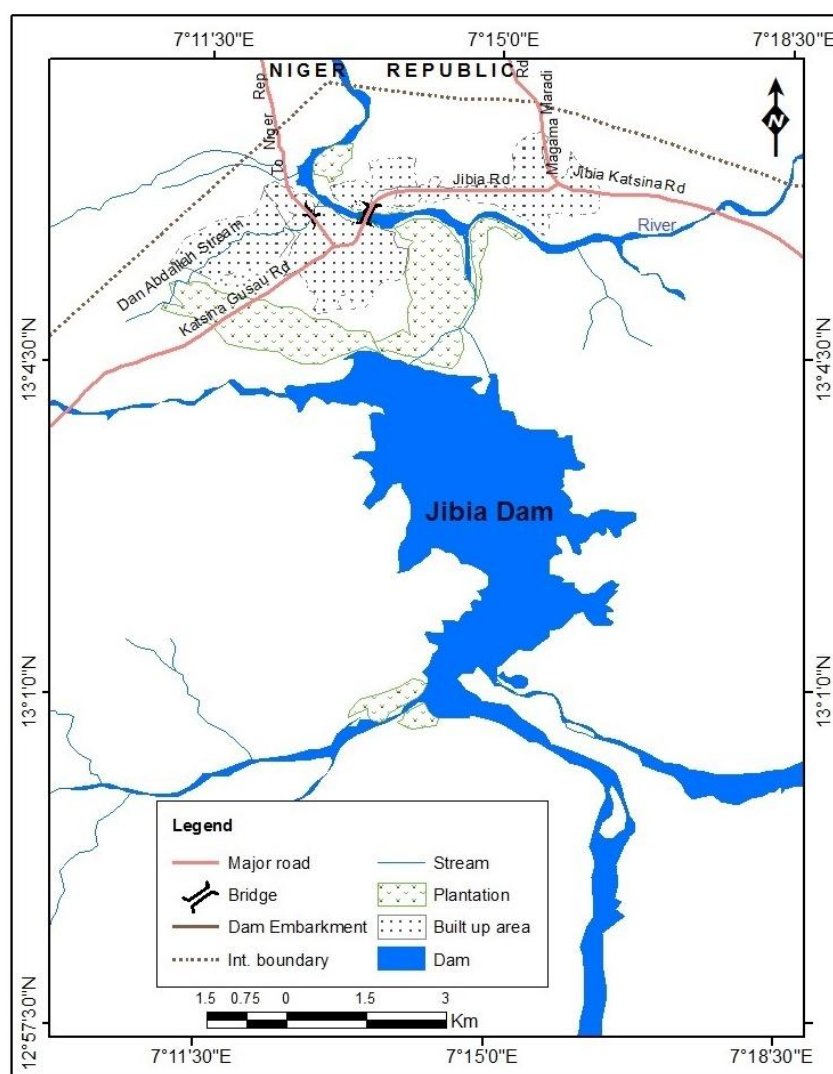 7°11'30"E 7°15'0"E 7°18'30"E
NIGER REPUBLIC
N
To Niger Rep
Magama Maradi Rd
Jibia Rd
Jibia Katsina Rd
River
Dan Abdallah Stream
Katsina Gusau Rd
13°4'30"N 13°4'30"N
Jibia Dam
13°1'0"N 13°1'0"N
Legend
Major road
Bridge
Dam Embarkment
Int. boundary
Stream
Plantation
Built up area
Dam
1.5 0.75 0 1.5 3
Km
12°57'30"N 12°57'30"N
7°11'30"E 7°15'0"E 7°18'30"E